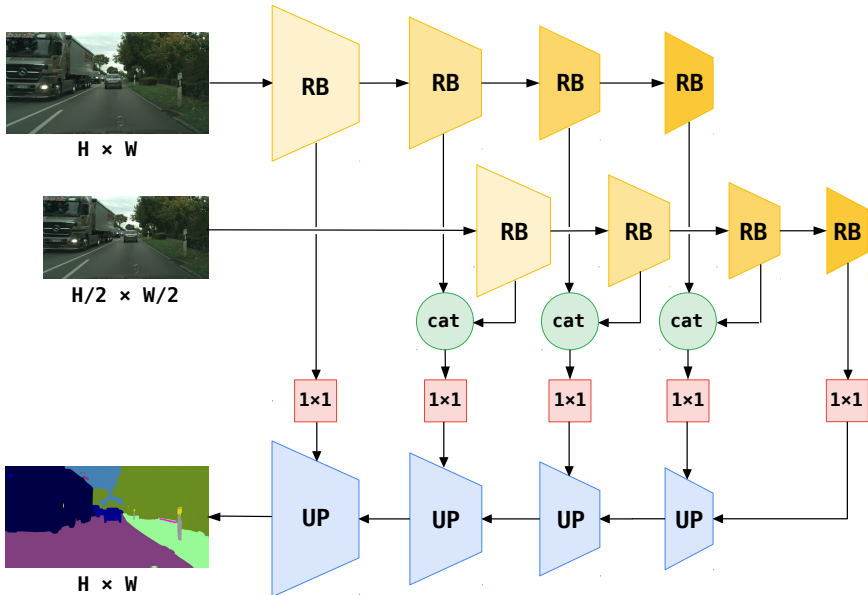 RB RB RB RB
H × W
RB RB RB RB
H/2 × W/2
cat cat cat
1×1 1×1 1×1 1×1 1×1
UP UP UP UP
H × W